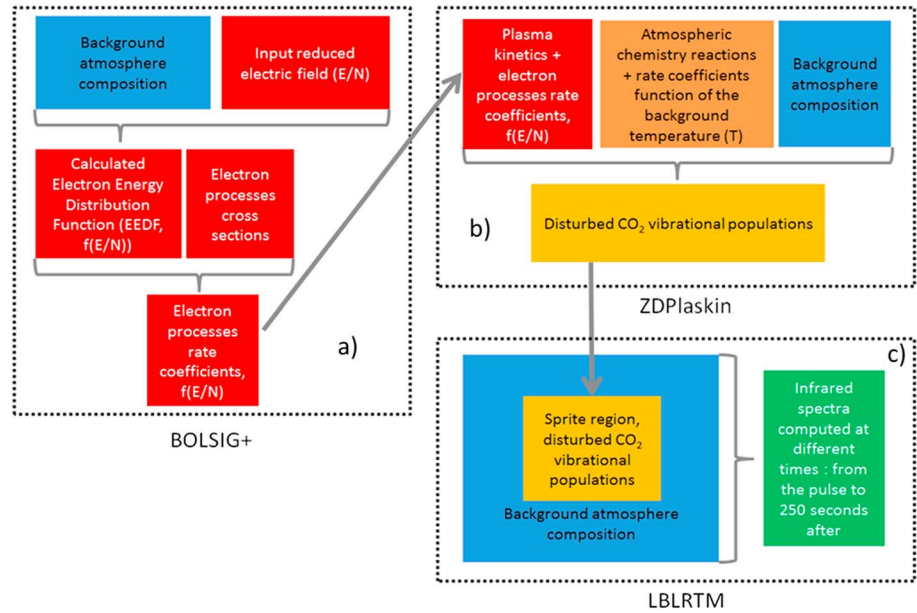 Background
atmosphere
composition
Input reduced
electric field (E/N)
Calculated
Electron Energy
Distribution
Function (EEDF,
f(E/N))
Electron
processes
cross
sections
Electron
processes
rate
coefficients,
f(E/N)
a)
BOLSIG+
Plasma
kinetics +
electron
processes rate
coefficients,
f(E/N)
Atmospheric
chemistry reactions
+ rate coefficients
function of the
background
temperature (T)
Background
atmosphere
composition
b)
Disturbed CO₂ vibrational populations
ZDPlaskin
c)
Sprite region,
disturbed CO₂
vibrational
populations
Background atmosphere
composition
Infrared
spectra
computed at
different
times : from
the pulse to
250 seconds
after
LBLRTM